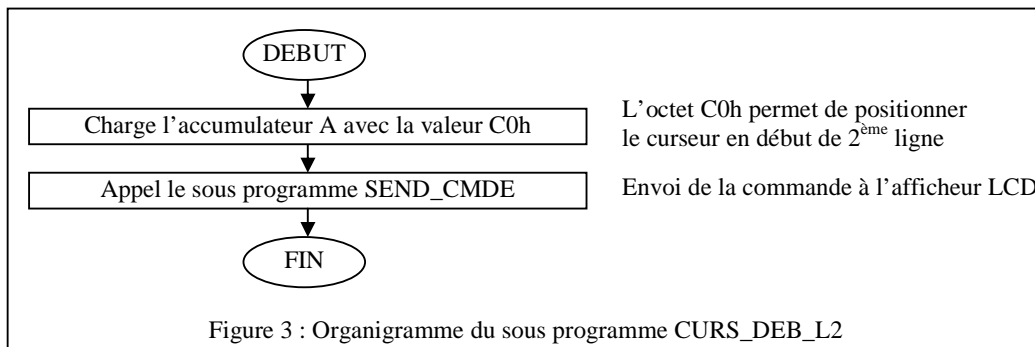 DEBUT
Charge l'accumulateur A avec la valeur C0h
L'octet C0h permet de positionner
le curseur en début de 2ème ligne
Appel le sous programme SEND_CMDE
Envoi de la commande à l'afficheur LCD
FIN
Figure 3 : Organigramme du sous programme CURS_DEB_L2